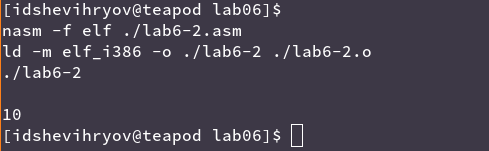 [idshevihryov@teapod lab06]$
nasm -f elf ./lab6-2.asm
ld -m elf_i386 -o ./lab6-2 ./lab6-2.o
./lab6-2
10
[idshevihryov@teapod lab06]$